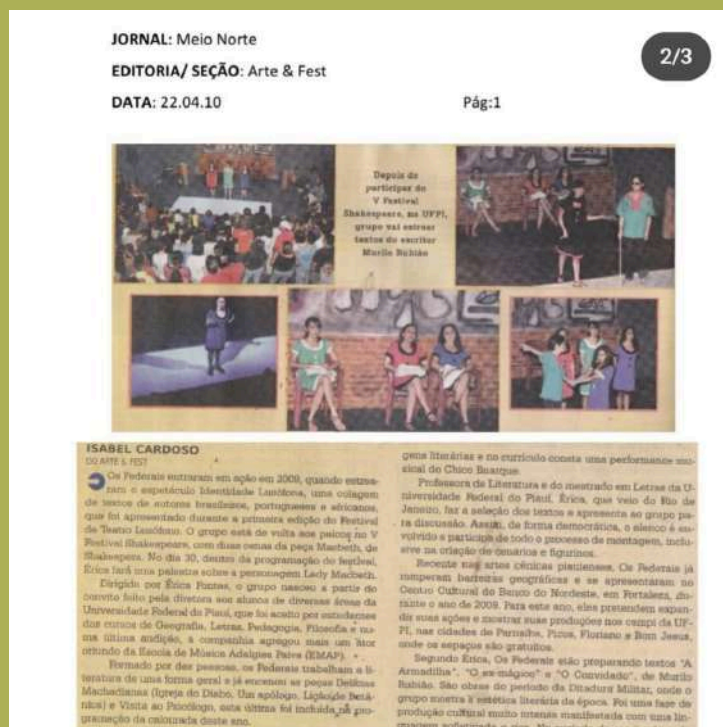 JORNAL: Meio Norte
2/3
EDITORIA/ SEÇÃO: Arte & Fest
DATA: 22.04.10 Pág:1
Depois de
participar do
V Festival
Shakespeare, na UFPI,
grupo vai estrear
textos do escritor
Murilo Rubião
ISABEL CARDOSO
DO ARTE & FEST
Os Federais entraram em ação em 2009, quando estrea-
ram o espetáculo Identidade Lusófona, uma colagem
de textos de autores brasileiros, portugueses e africanos,
que foi apresentado durante a primeira edição do Festival
de Teatro Lusófono. O grupo está de volta aos palcos no V
Festival Shakespeare, com duas cenas da peça Macbeth, de
Shakespeare. No dia 30, dentro da programação do festival,
Érica fará uma palestra sobre a personagem Lady Macbeth.
Dirigido por Érica Fontes, o grupo nasceu a partir do
convite feito pela diretora aos alunos de diversas áreas da
Universidade Federal do Piauí, que foi aceito por estudantes
dos cursos de Geografia, Letras, Pedagogia, Filosofia e nu-
ma última audição, a companhia agregou mais um ator
oriundo da Escola de Música Adalgisa Paiva (EMAP).
Formado por dez pessoas, os Federais trabalham a li-
teratura de uma forma geral e já encenou as peças Delícias
Machadianas (Igreja do Diabo, Um apólogo, Lição de Botâ-
nica) e Visita ao Psicólogo, esta última foi incluída na pro-
gramação da calourada deste ano.
gens literárias e no currículo consta uma performance mu-
sical do Chico Buarque.
Professora de Literatura e do mestrado em Letras da U-
niversidade Federal do Piauí, Érica, que veio do Rio de
Janeiro, faz a seleção dos textos e apresenta ao grupo pa-
ra discussão. Assim, de forma democrática, o elenco é en-
volvido a participa de todo o processo de montagem, inclu-
sive na criação de cenários e figurinos.
Recente nas artes cênicas piauienses, Os Federais já
romperam barreiras geográficas e se apresentaram no
Centro Cultural do Banco do Nordeste, em Fortaleza, du-
rante o ano de 2009. Para este ano, eles pretendem expan-
dir suas ações e mostrar suas produções nos campi da UF-
PI, nas cidades de Parnaíba, Picos, Floriano e Bom Jesus,
onde os espaços são gratuitos.
Segundo Érica, Os Federais estão preparando textos "A
Armadilha", "O ex-mágico" e "O Convidado", de Murilo
Rubião. São obras do período da Ditadura Militar, onde o
grupo mostra a estética literária da época. Foi uma fase de
produção cultural muito intensa manifestada com uma lin-